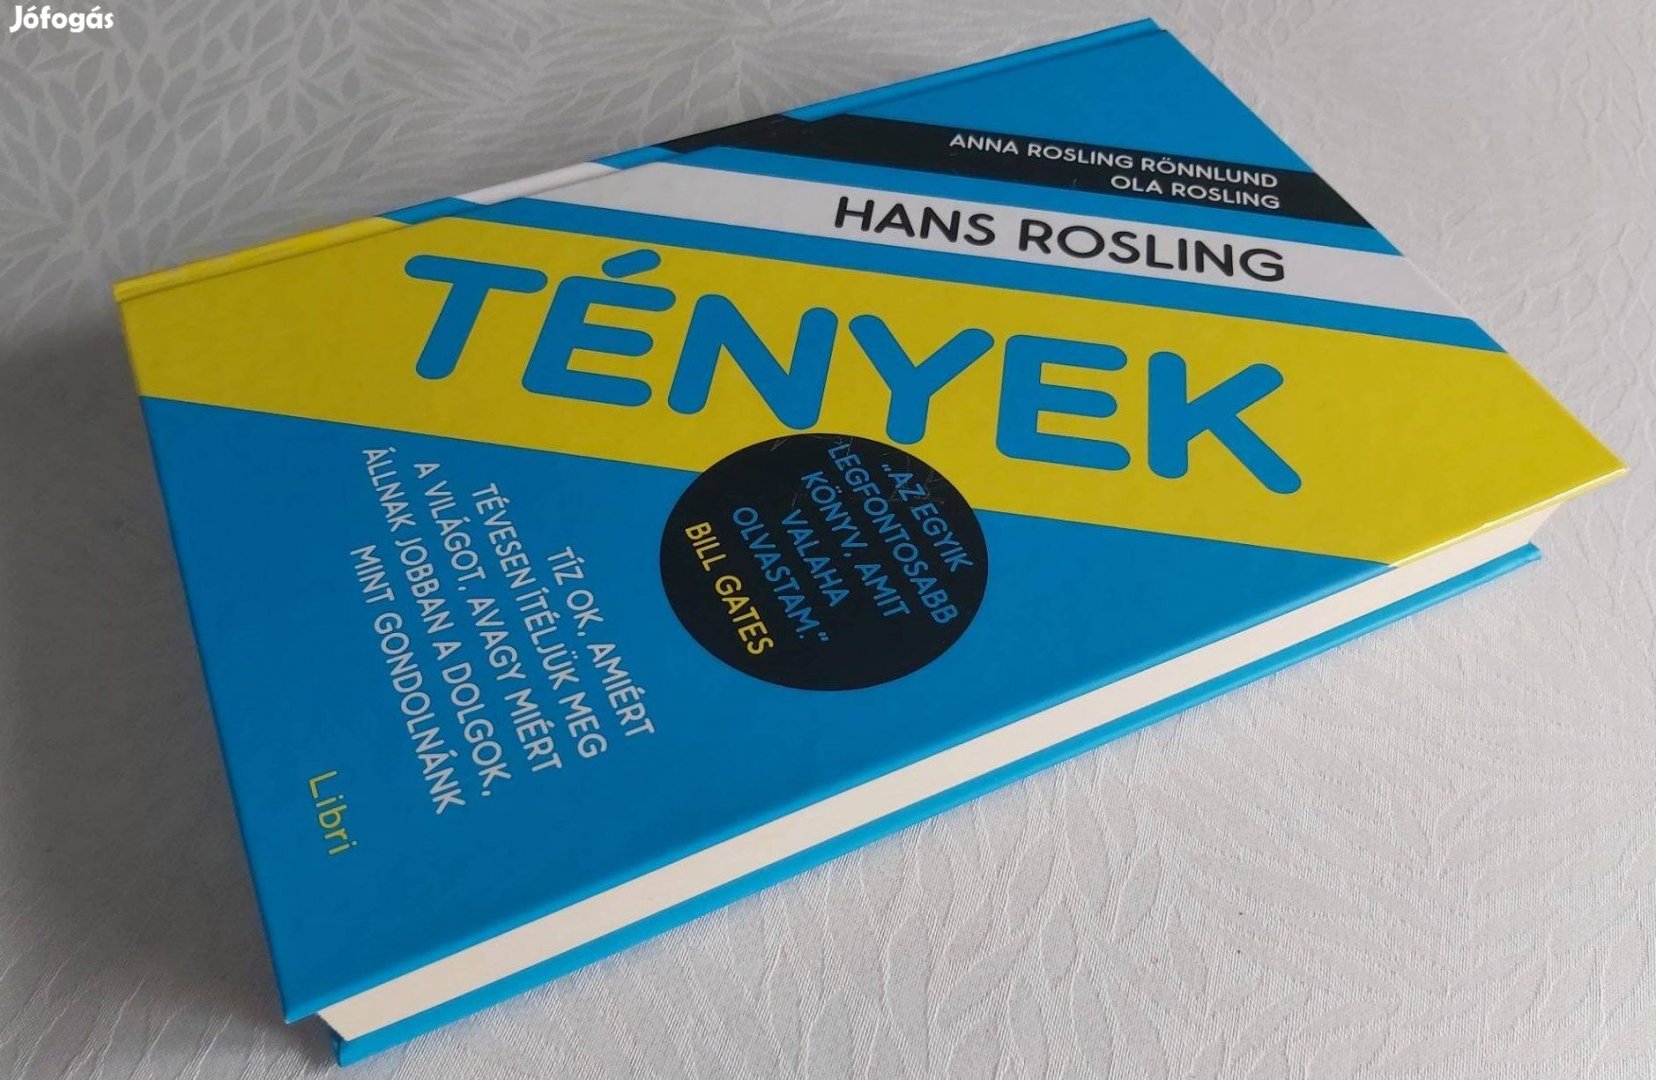 Jófogás
ANNA ROSLING RÖNNLUND
OLA ROSLING
HANS ROSLING
TÉNYEK
„AZ EGYIK
LEGFONTOSABB
KÖNYV, AMIT
VALAHA
OLVASTAM.”
BILL GATES
TÍZ OK, AMIÉRT
TÉVESEN ÍTÉLJÜK MEG
A VILÁGOT, AVAGY MIÉRT
ÁLLNAK JOBBAN A DOLGOK,
MINT GONDOLNÁNK
Libri